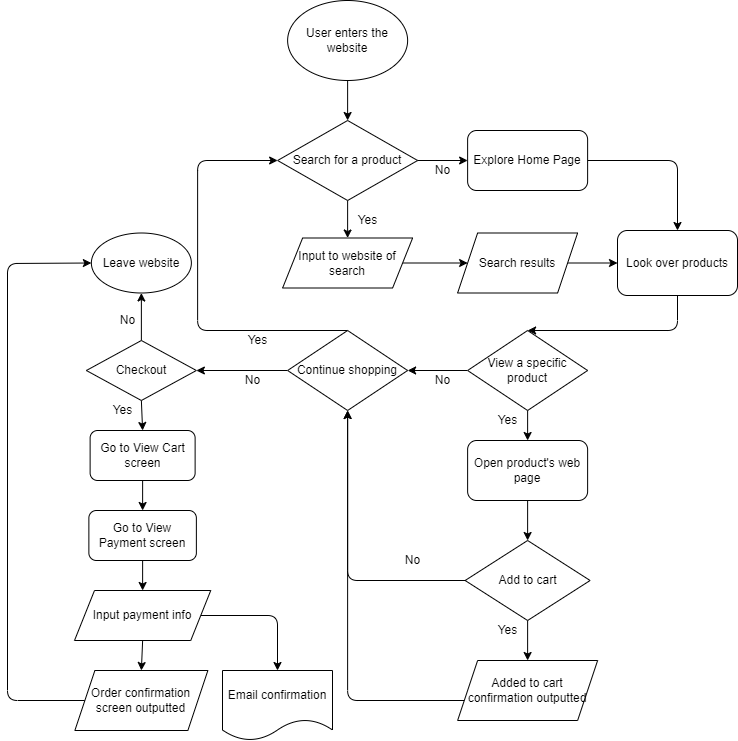 User enters the
website
Search for a product
No
Explore Home Page
Yes
Input to website of
search
Search results
Look over products
Leave website
No
Yes
Checkout
No
Continue shopping
No
View a specific
product
Yes
Yes
Go to View Cart
screen
Open product's web
page
Go to View
Payment screen
No
Add to cart
Input payment info
Yes
Order confirmation
screen outputted
Email confirmation
Added to cart
confirmation outputted